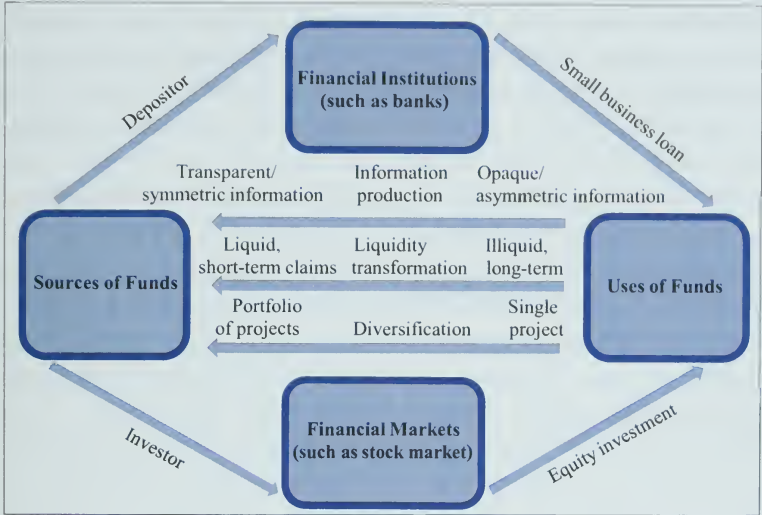 Financial Institutions
(such as banks)
Depositor
Small business loan
Transparent/
symmetric information
Information
production
Opaque/
asymmetric information
Sources of Funds
Liquid,
short-term claims
Liquidity
transformation
Illiquid,
long-term
Uses of Funds
Portfolio
of projects
Diversification
Single
project
Investor
Financial Markets
(such as stock market)
Equity investment